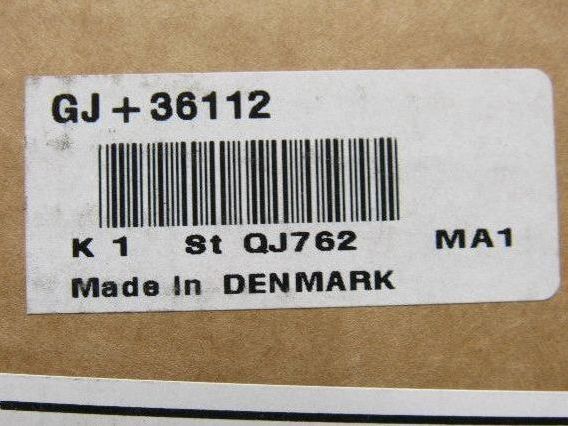 GJ + 36112
K 1 St QJ762 MA1
Made In DENMARK